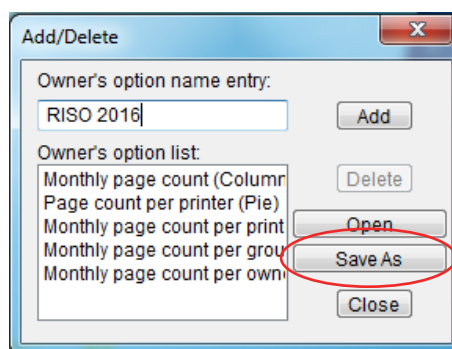 Add/Delete
Owner's option name entry:
RISO 2016
Add
Owner's option list:
Monthly page count (Column
Delete
Page count per printer (Pie)
Monthly page count per print
Open
Monthly page count per grou
Save As
Monthly page count per own
Close